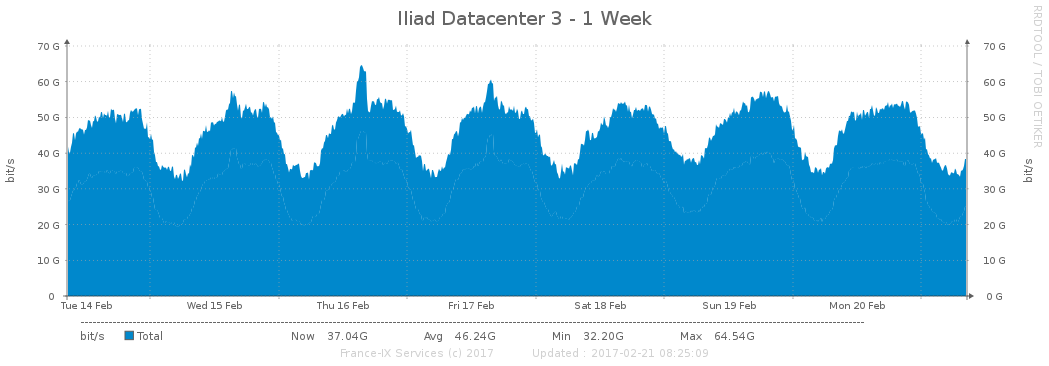 Iliad Datacenter 3 - 1 Week
RRDTOOL / TOBI OETIKER
70 G 70 G
60 G 60 G
50 G 50 G
40 G 40 G
30 G 30 G
20 G 20 G
10 G 10 G
0 0 G
bit/s
bit/s
Tue 14 Feb Wed 15 Feb Thu 16 Feb Fri 17 Feb Sat 18 Feb Sun 19 Feb Mon 20 Feb
bit/s Total Now 37.04G Avg 46.24G Min 32.20G Max 64.54G
France-IX Services (c) 2017 Updated : 2017-02-21 08:25:09